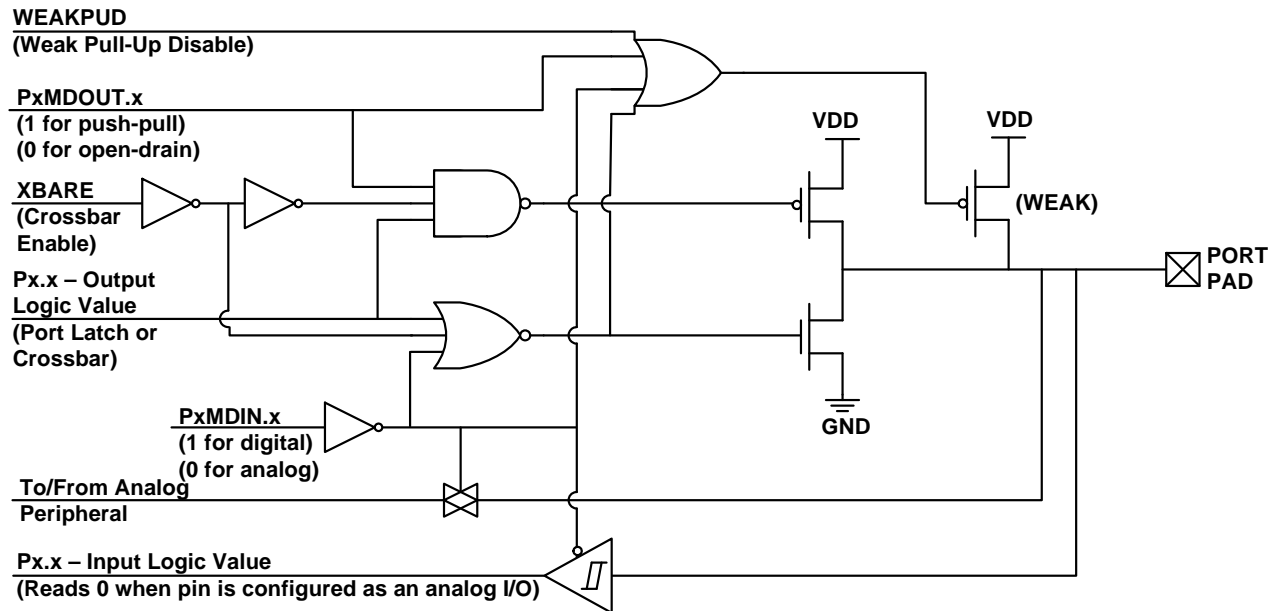 WEAKPUD
(Weak Pull-Up Disable)
PxMDOUT.x
(1 for push-pull)
(0 for open-drain)
XBARE
(Crossbar
Enable)
Px.x – Output
Logic Value
(Port Latch or
Crossbar)
PxMDIN.x
(1 for digital)
(0 for analog)
To/From Analog
Peripheral
Px.x – Input Logic Value
(Reads 0 when pin is configured as an analog I/O)
VDD
VDD
(WEAK)
GND
PORT
PAD